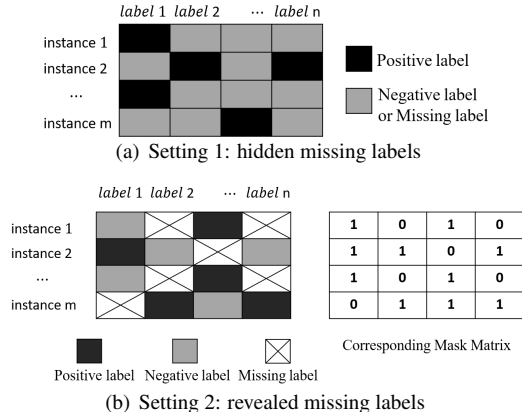 label 1 label 2 ... label n
instance 1
instance 2
...
instance m
Positive label
Negative label
or Missing label
(a) Setting 1: hidden missing labels
label 1 label 2 ... label n
instance 1
instance 2
...
instance m
1 0 1 0
1 1 0 1
1 0 1 0
0 1 1 1
Positive label Negative label Missing label
Corresponding Mask Matrix
(b) Setting 2: revealed missing labels